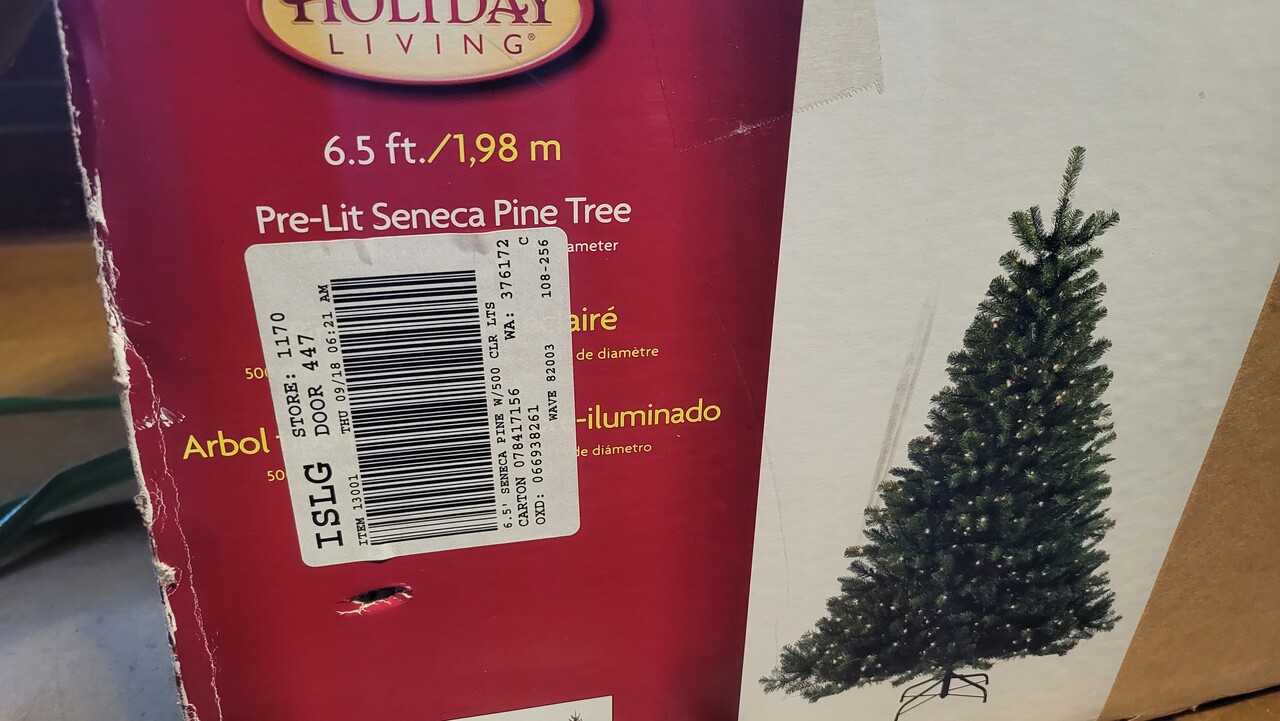 HOLIDAY
LIVING®
6.5 ft./1,98 m
Pre-Lit Seneca Pine Tree
ameter
airé
de diamètre
Arbol
-iluminado
de diámetro
ISLG
STORE: 1170
DOOR 447
THU 09/18 06:21 AM
ITEM 13001
6.5' SENECA PINE W/500 CLR LTS
CARTON 078417156
WA: 376172
OXD: 066938261
C
WAVE 82003
108-256